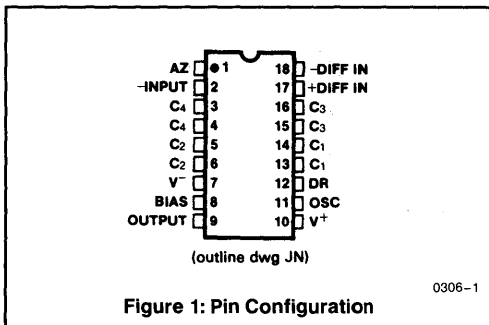 AZ 1 18 –DIFF IN
–INPUT 2 17 +DIFF IN
C4 3 16 C3
C4 4 15 C3
C2 5 14 C1
C2 6 13 C1
V– 7 12 DR
BIAS 8 11 OSC
OUTPUT 9 10 V+
(outline dwg JN)
0306–1
Figure 1: Pin Configuration